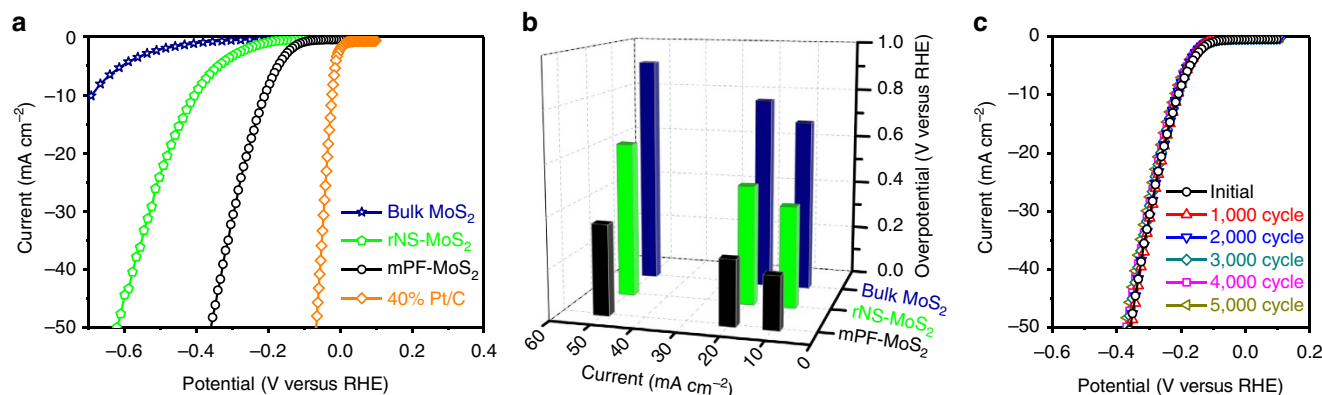 a
0
−10
−20
−30
−40
−50
Current (mA cm⁻²)
−0.6
−0.4
−0.2
0.0
0.2
0.4
Potential (V versus RHE)
Bulk MoS₂
rNS-MoS₂
mPF-MoS₂
40% Pt/C
b
1.0
0.8
0.6
0.4
0.2
0.0
Overpotential (V versus RHE)
Bulk MoS₂
rNS-MoS₂
mPF-MoS₂
60
50
40
30
20
10
0
Current (mA cm⁻²)
c
0
−10
−20
−30
−40
−50
Current (mA cm⁻²)
−0.6
−0.4
−0.2
0.0
0.2
Potential (V versus RHE)
Initial
1,000 cycle
2,000 cycle
3,000 cycle
4,000 cycle
5,000 cycle